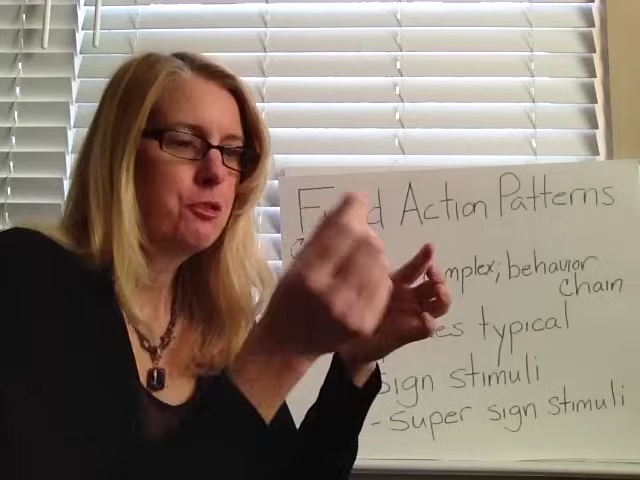 Action Patterns
behavior
chain
typical
sign stimuli
- super sign stimuli